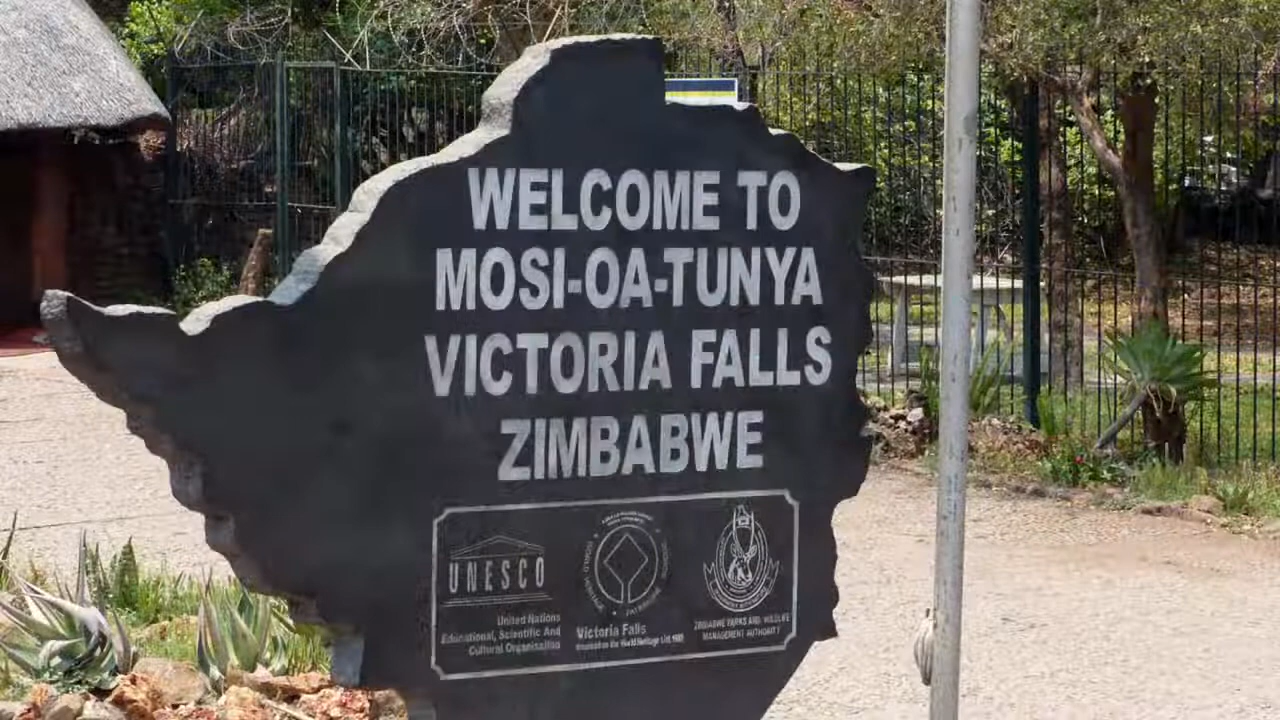 WELCOME TO
MOSI-OA-TUNYA
VICTORIA FALLS
ZIMBABWE
UNESCO
United Nations
Educational, Scientific And
Cultural Organisation
Victoria Falls
ZIMBABWE PARKS AND WILDLIFE
MANAGEMENT AUTHORITY